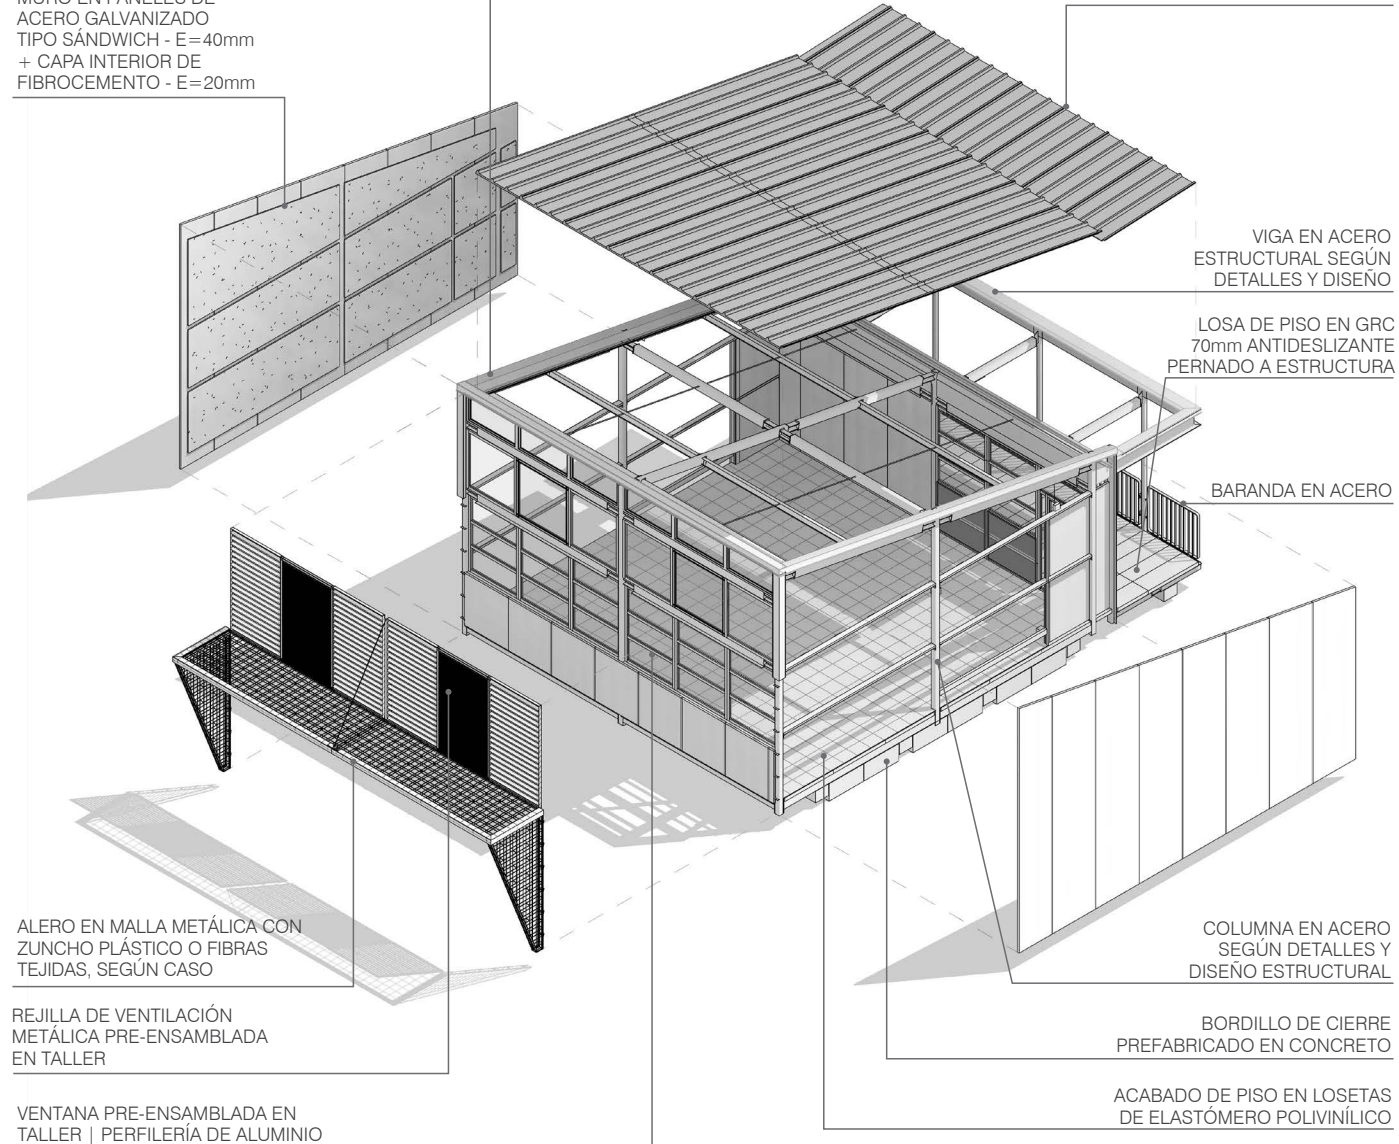 MURO EN PANELES DE
ACERO GALVANIZADO
TIPO SÁNDWICH - E=40mm
+ CAPA INTERIOR DE
FIBROCEMENTO - E=20mm
VIGA EN ACERO
ESTRUCTURAL SEGÚN
DETALLES Y DISEÑO
LOSA DE PISO EN GRC
70mm ANTIDESLIZANTE
PERNADO A ESTRUCTURA
BARANDA EN ACERO
ALERO EN MALLA METÁLICA CON
ZUNCHO PLÁSTICO O FIBRAS
TEJIDAS, SEGÚN CASO
REJILLA DE VENTILACIÓN
METÁLICA PRE-ENSAMBLADA
EN TALLER
VENTANA PRE-ENSAMBLADA EN
TALLER | PERFILERÍA DE ALUMINIO
COLUMNA EN ACERO
SEGÚN DETALLES Y
DISEÑO ESTRUCTURAL
BORDILLO DE CIERRE
PREFABRICADO EN CONCRETO
ACABADO DE PISO EN LOSETAS
DE ELASTÓMERO POLIVINÍLICO